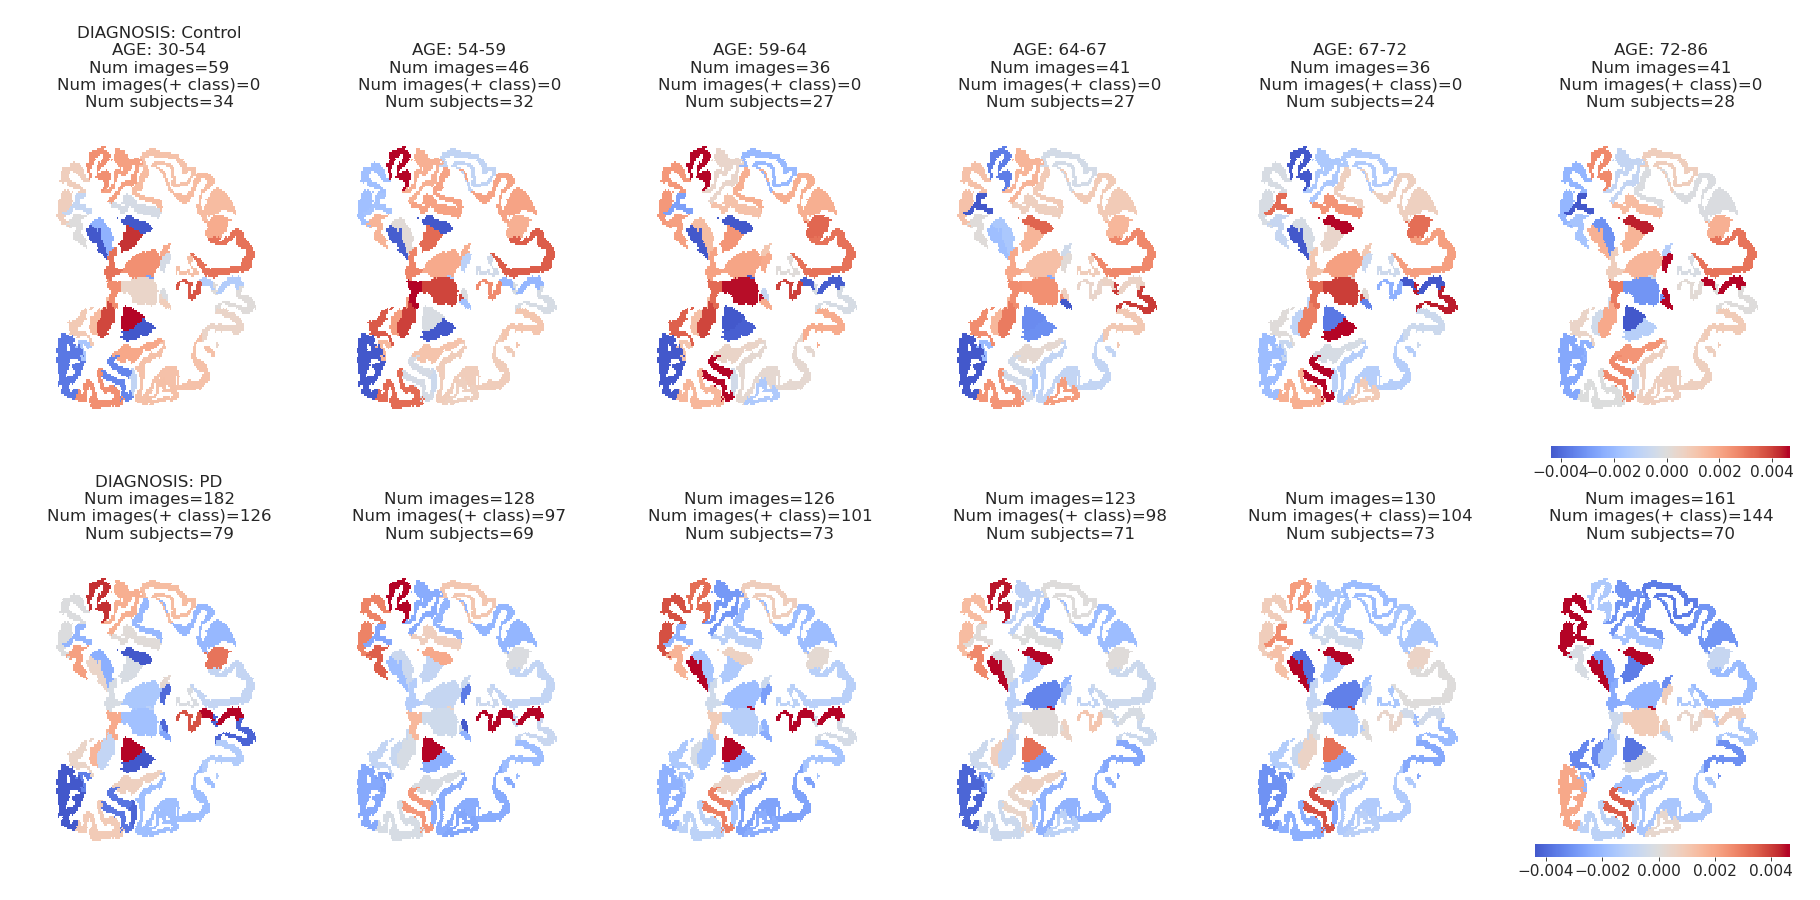 DIAGNOSIS: Control
AGE: 30-54
Num images=59
Num images(+ class)=0
Num subjects=34
AGE: 54-59
Num images=46
Num images(+ class)=0
Num subjects=32
AGE: 59-64
Num images=36
Num images(+ class)=0
Num subjects=27
AGE: 64-67
Num images=41
Num images(+ class)=0
Num subjects=27
AGE: 67-72
Num images=36
Num images(+ class)=0
Num subjects=24
AGE: 72-86
Num images=41
Num images(+ class)=0
Num subjects=28
−0.004 −0.002 0.000 0.002 0.004
DIAGNOSIS: PD
Num images=182
Num images(+ class)=126
Num subjects=79
Num images=128
Num images(+ class)=97
Num subjects=69
Num images=126
Num images(+ class)=101
Num subjects=73
Num images=123
Num images(+ class)=98
Num subjects=71
Num images=130
Num images(+ class)=104
Num subjects=73
Num images=161
Num images(+ class)=144
Num subjects=70
−0.004 −0.002 0.000 0.002 0.004